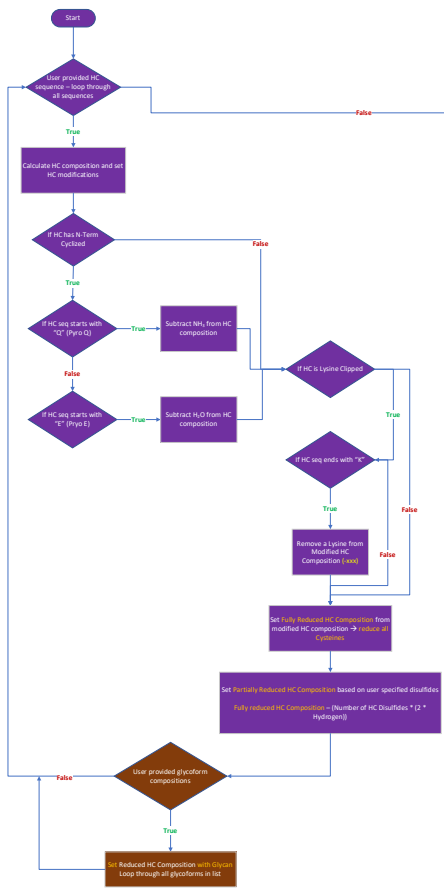 Start
User provided HC
sequence – loop through
all sequences
False
True
Calculate HC composition and set
HC modifications
If HC has N-Term
Cyclized
False
True
If HC seq starts with
"Q" (Pyro Q)
True
Subtract NH₃ from HC
composition
If HC is Lysine Clipped
False
If HC seq starts with
"E" (Pryo E)
True
Subtract H₂O from HC
composition
True
If HC seq ends with "K"
True
False
False
Remove a Lysine from
Modified HC
Composition (-xxx)
Set Fully Reduced HC Composition from
modified HC composition → reduce all
Cysteines
Set Partially Reduced HC Composition based on user specified disulfides
Fully reduced HC Composition – (Number of HC Disulfides * (2 *
Hydrogen))
User provided glycoform
compositions
False
True
Set Reduced HC Composition with Glycan
Loop through all glycoforms in list